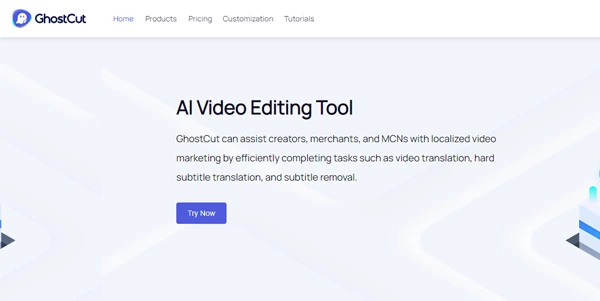 GhostCut Home Products Pricing Customization Tutorials
AI Video Editing Tool
GhostCut can assist creators, merchants, and MCNs with localized video
marketing by efficiently completing tasks such as video translation, hard
subtitle translation, and subtitle removal.
Try Now